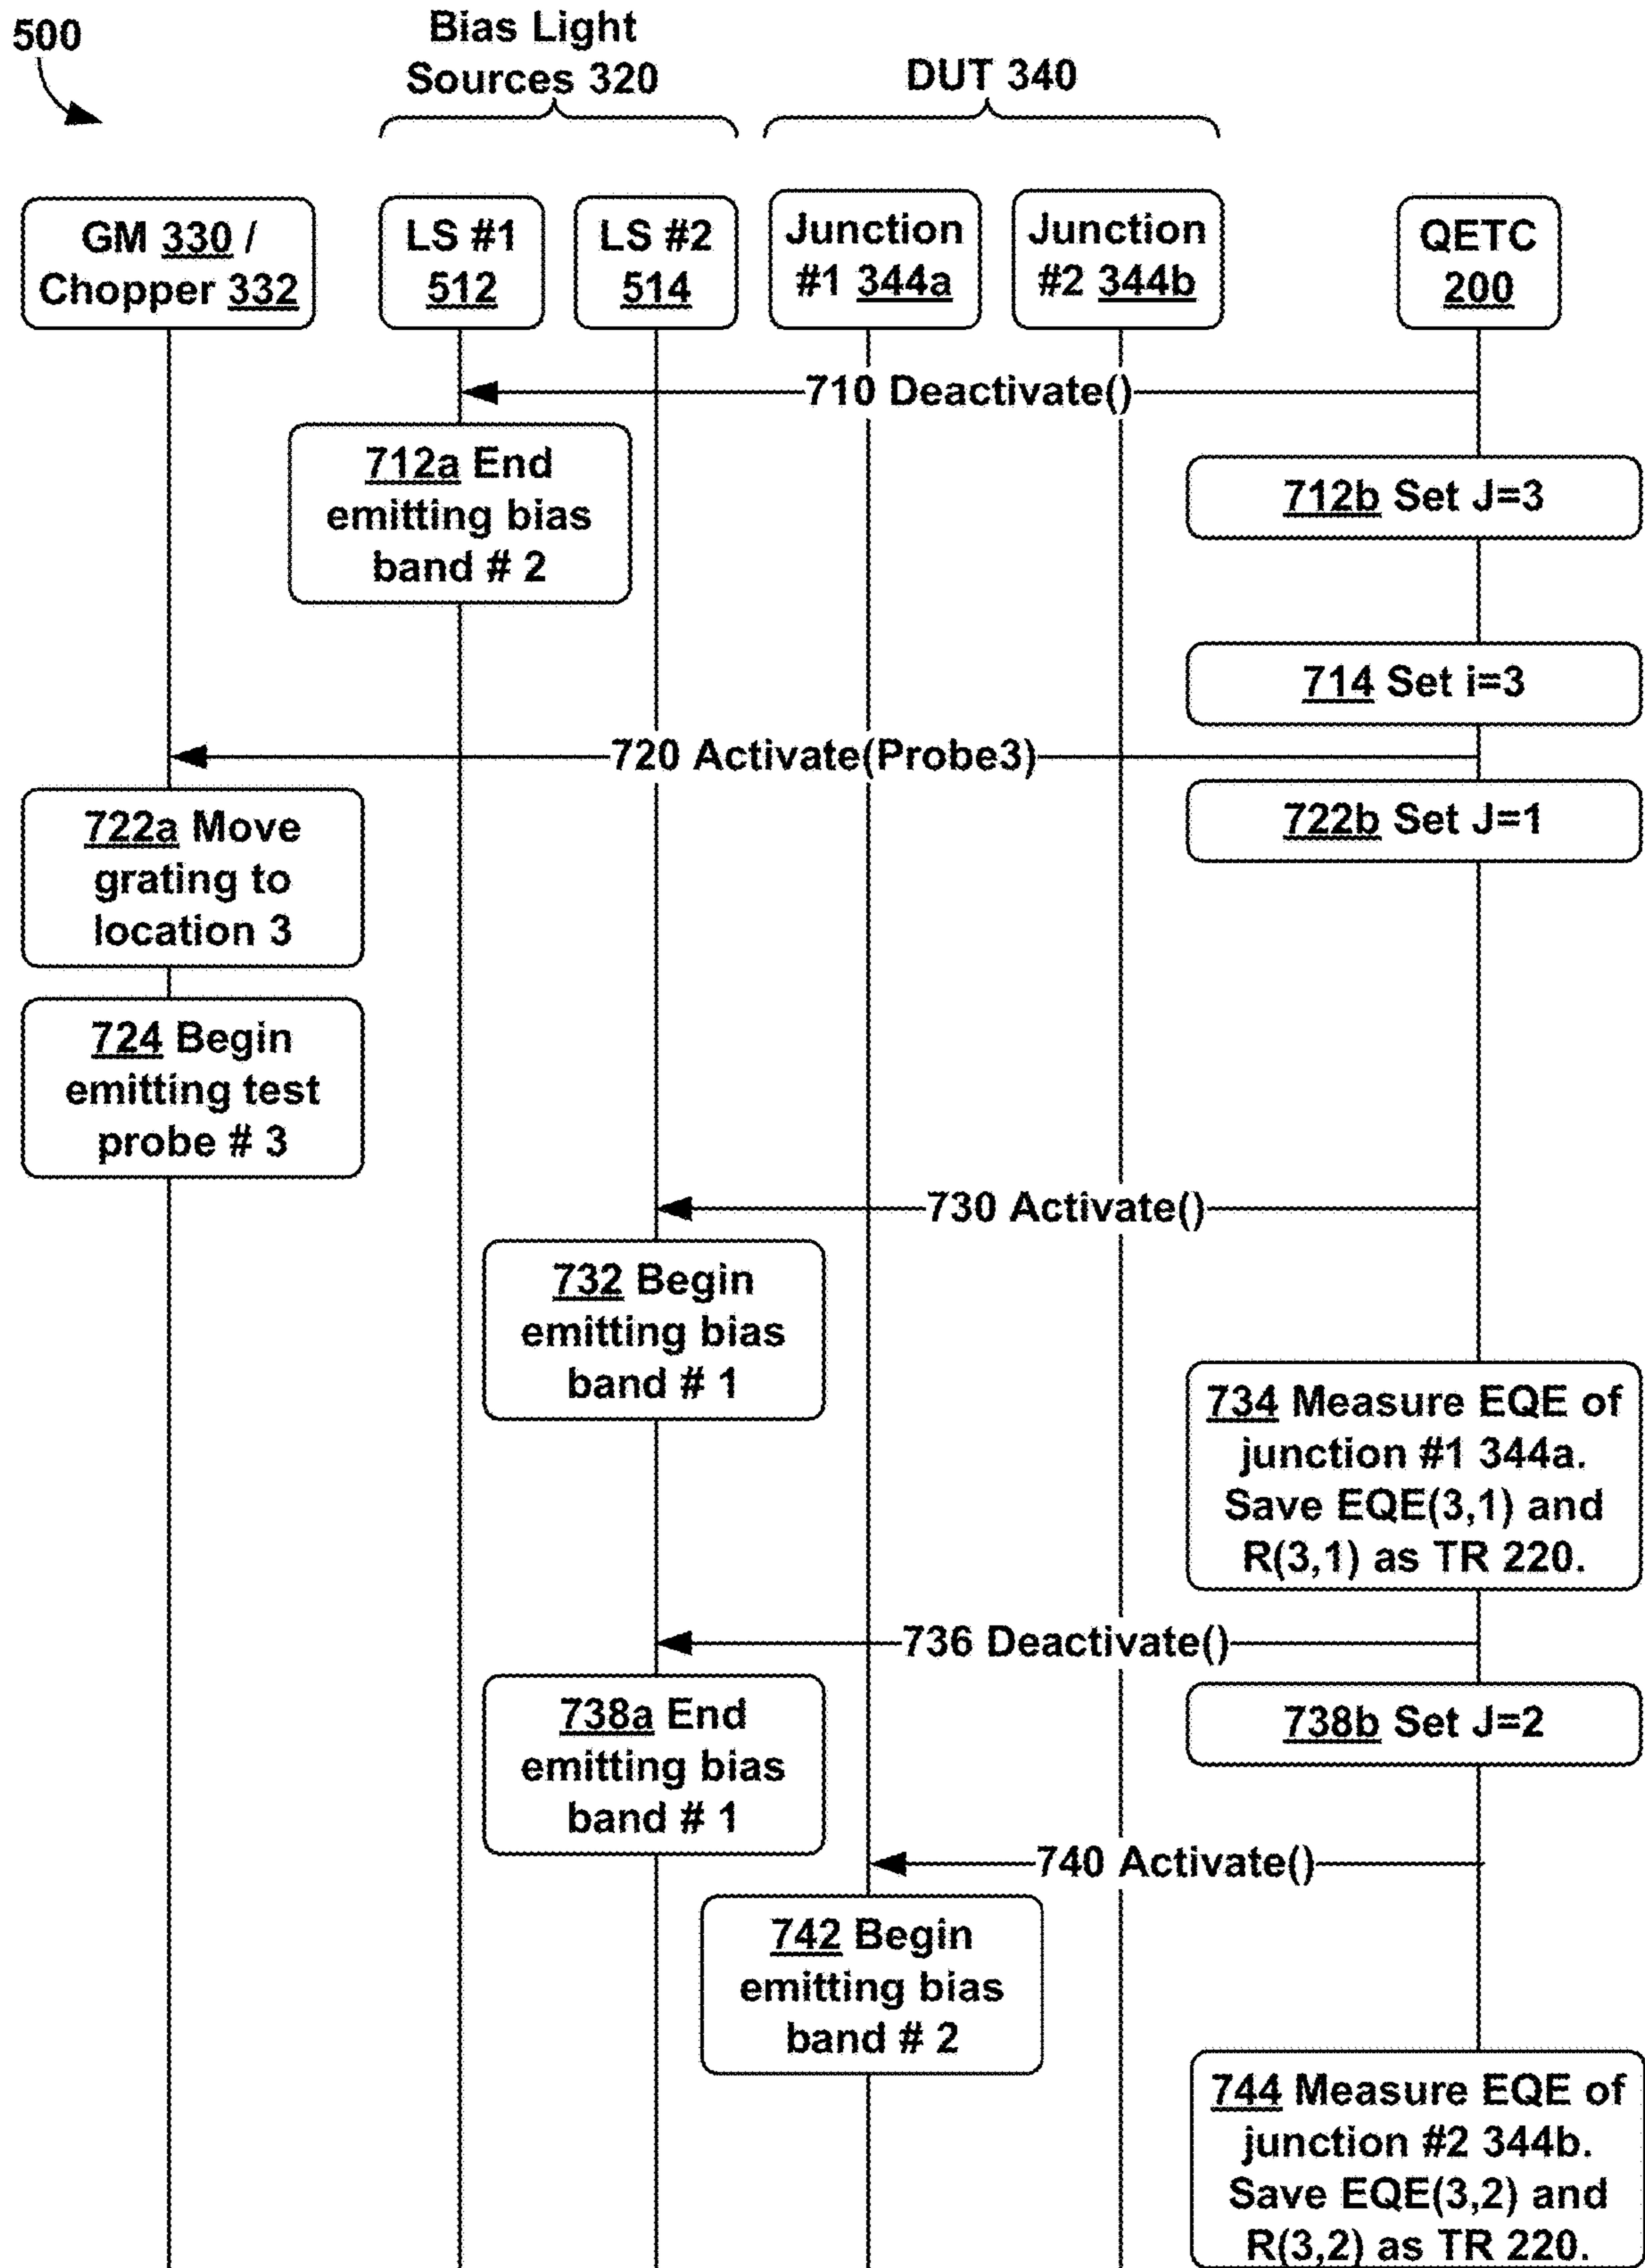 500
Bias Light
Sources 320
DUT 340
GM 330 /
Chopper 332
LS #1
512
LS #2
514
Junction
#1 344a
Junction
#2 344b
QETC
200
710 Deactivate()
712a End
emitting bias
band # 2
712b Set J=3
714 Set i=3
720 Activate(Probe3)
722a Move
grating to
location 3
722b Set J=1
724 Begin
emitting test
probe # 3
730 Activate()
732 Begin
emitting bias
band # 1
734 Measure EQE of
junction #1 344a.
Save EQE(3,1) and
R(3,1) as TR 220.
736 Deactivate()
738a End
emitting bias
band # 1
738b Set J=2
740 Activate()
742 Begin
emitting bias
band # 2
744 Measure EQE of
junction #2 344b.
Save EQE(3,2) and
R(3,2) as TR 220.